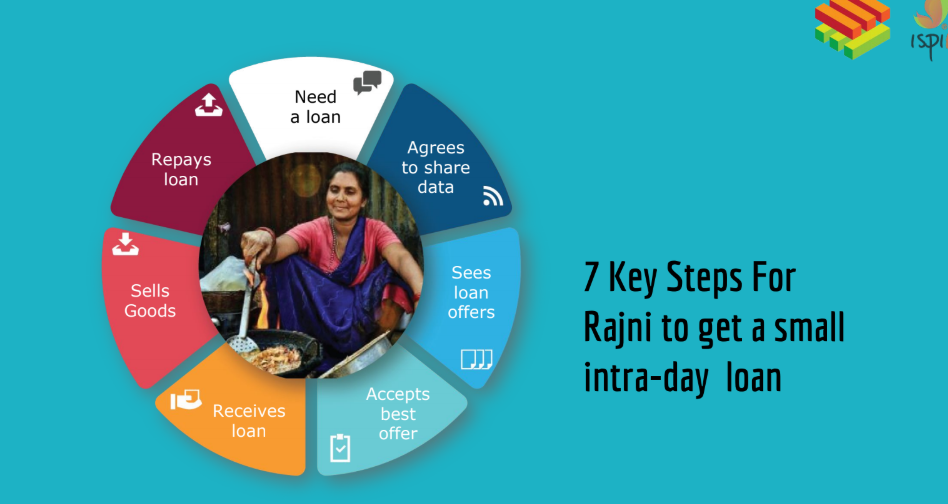 Need
a loan
Agrees
to share
data
Sees
loan
offers
Accepts
best
offer
Receives
loan
Sells
Goods
Repays
loan
7 Key Steps For
Rajni to get a small
intra-day loan